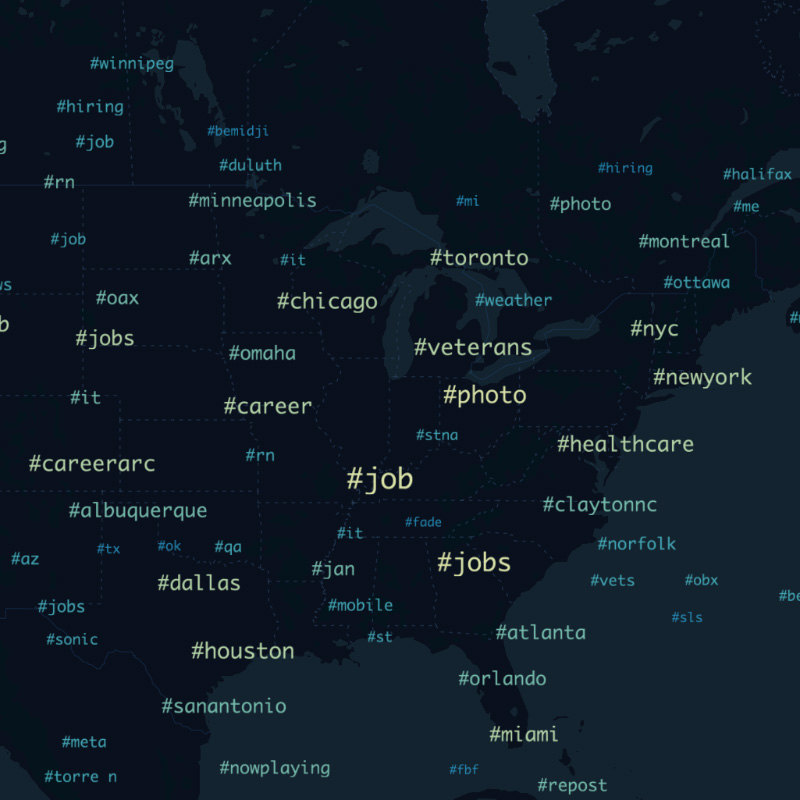 #winnipeg
#hiring
#bemidji
#job
g
#duluth
#hiring
#halifax
#rn
#minneapolis
#mi
#photo
#me
#job
#montreal
#arx
#it
#toronto
#ottawa
ws
#oax
#chicago
#weather
b
#jobs
#nyc
#veterans
#omaha
#newyork
#it
#photo
#career
#stna
#healthcare
#careerarc
#rn
#job
#albuquerque
#claytonnc
#fade
#it
#norfolk
#az
#tx
#ok
#qa
#jobs
#jan
#dallas
#vets
#obx
#be
#jobs
#mobile
#sls
#sonic
#st
#atlanta
#houston
#orlando
#sanantonio
#miami
#meta
#nowplaying
#fbf
#torre n
#repost